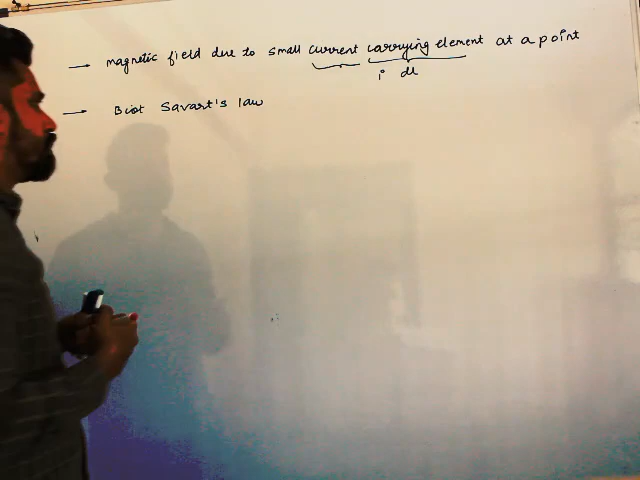 → magnetic field due to small current carrying element at a point
i dl
→ Biot Savart's law